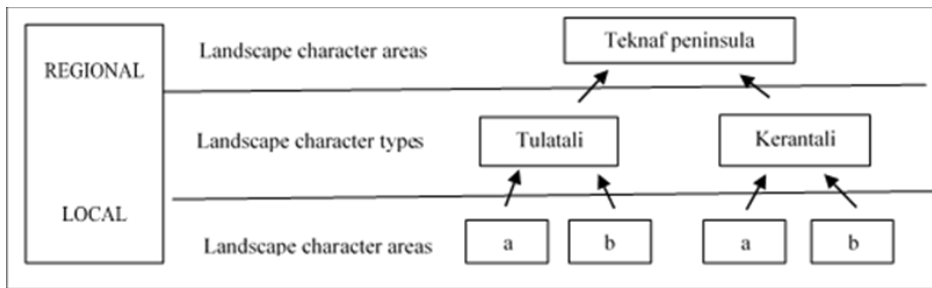 Landscape character areas
Teknaf peninsula
REGIONAL
Landscape character types
Tulatali
Kerantali
LOCAL
Landscape character areas
a
b
a
b